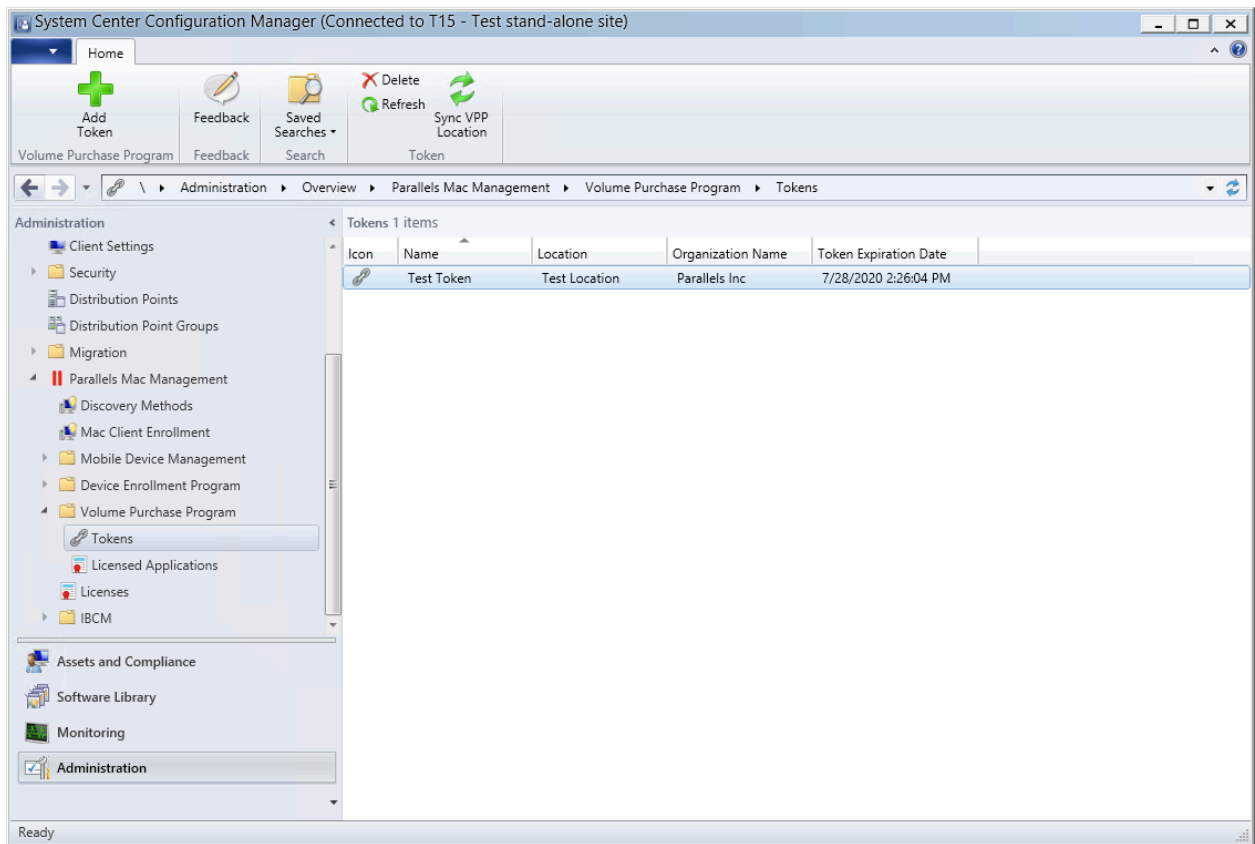 System Center Configuration Manager (Connected to T15 - Test stand-alone site)
Home
Add Token
Feedback
Saved Searches
Delete
Refresh
Sync VPP Location
Volume Purchase Program
Feedback
Search
Token
\ Administration Overview Parallels Mac Management Volume Purchase Program Tokens
Administration
Client Settings
Security
Distribution Points
Distribution Point Groups
Migration
Parallels Mac Management
Discovery Methods
Mac Client Enrollment
Mobile Device Management
Device Enrollment Program
Volume Purchase Program
Tokens
Licensed Applications
Licenses
IBCM
Assets and Compliance
Software Library
Monitoring
Administration
Tokens 1 items
Icon Name Location Organization Name Token Expiration Date
Test Token Test Location Parallels Inc 7/28/2020 2:26:04 PM
Ready